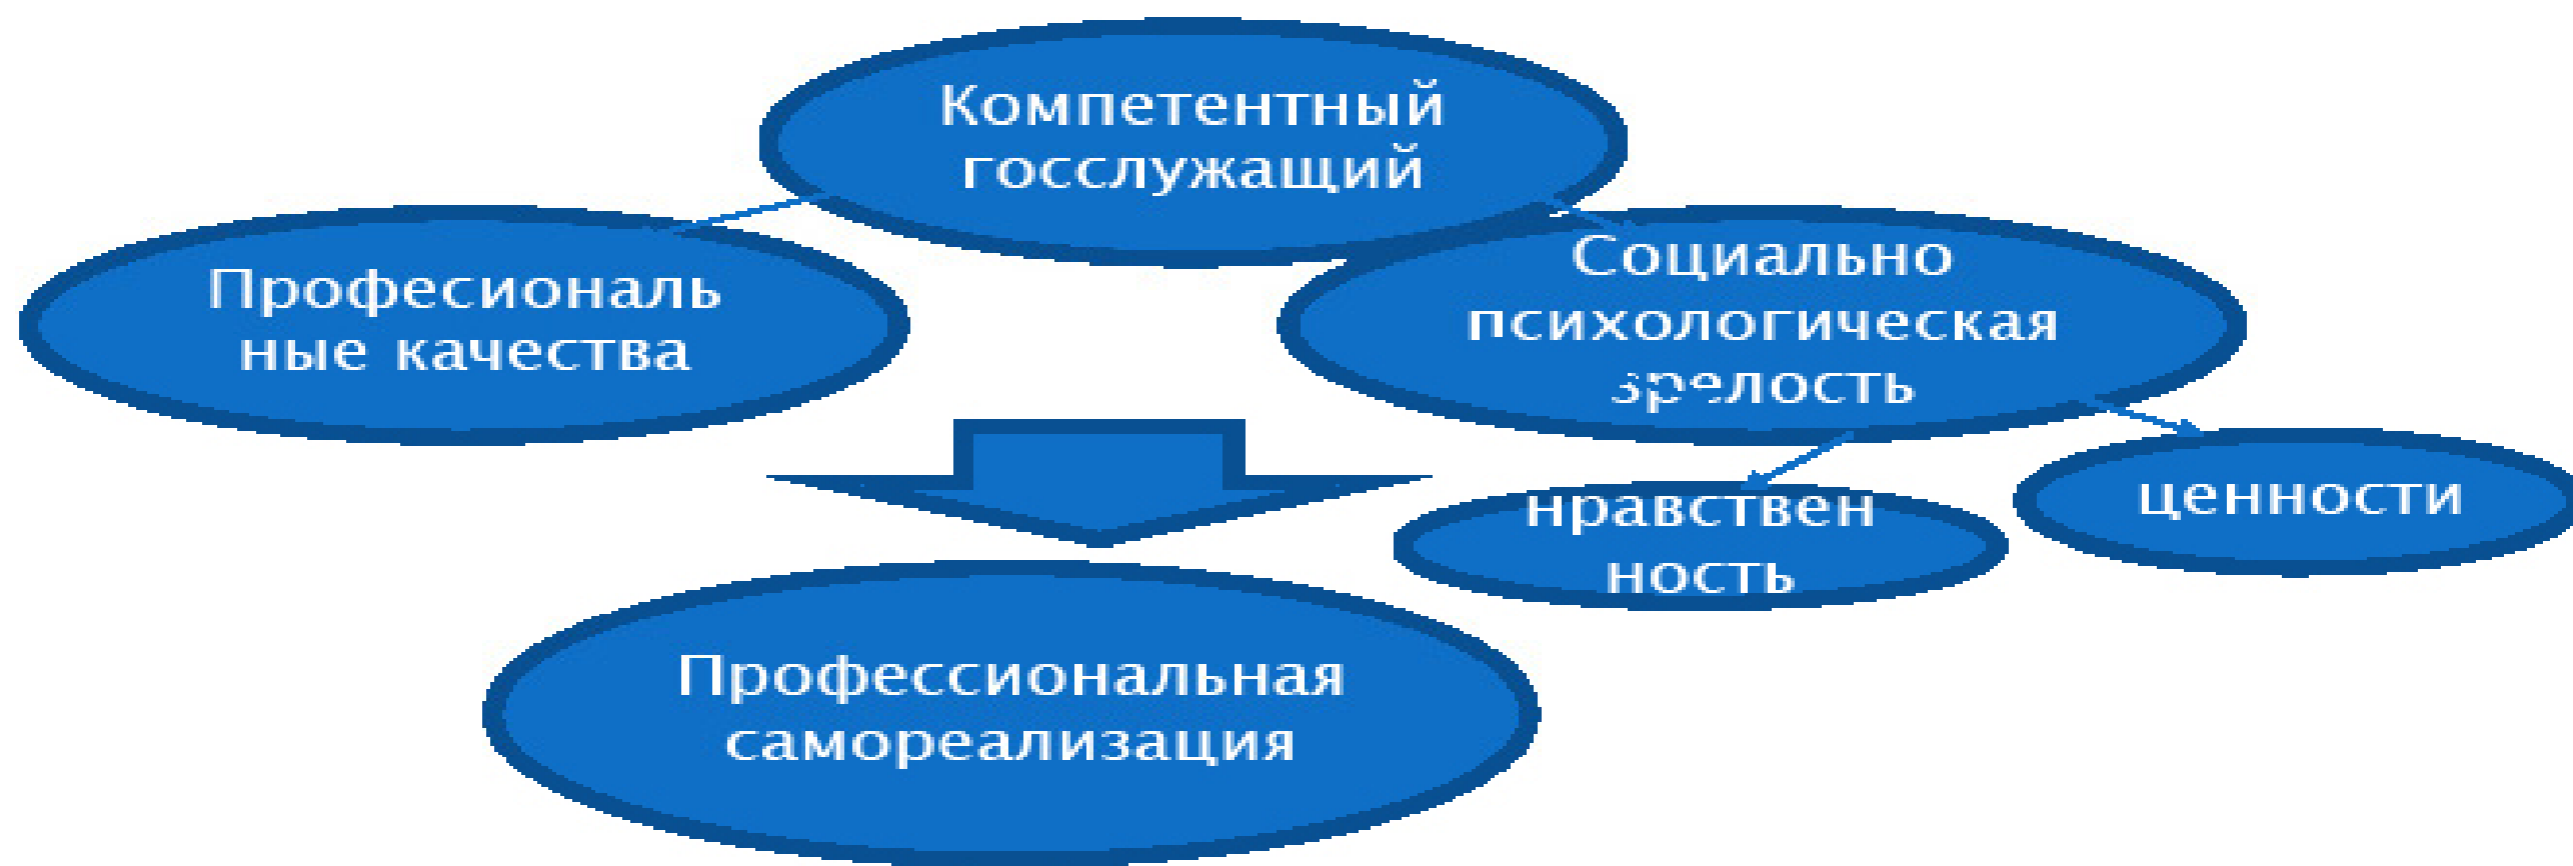 Компетентный
госслужащий
Професиональ
ные качества
Социально
психологическая
зрелость
нравствен
ность
ценности
Профессиональная
самореализация